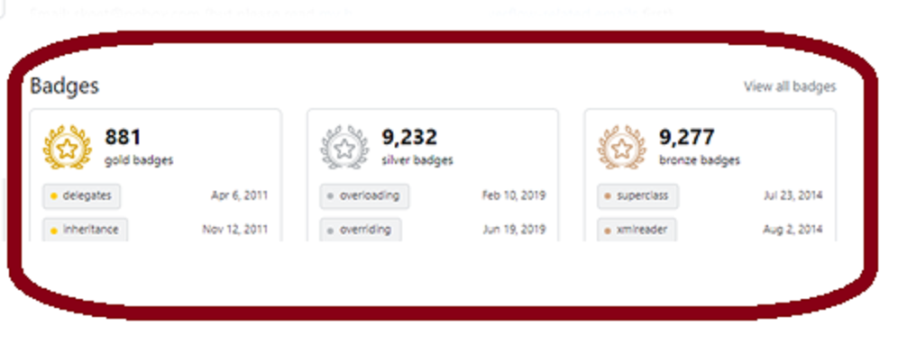 Badges
View all badges
881
gold badges
delegates Apr 6, 2011
inheritance Nov 12, 2011
9,232
silver badges
overloading Feb 10, 2019
overriding Jun 19, 2019
9,277
bronze badges
superclass Jul 23, 2014
xmlreader Aug 2, 2014